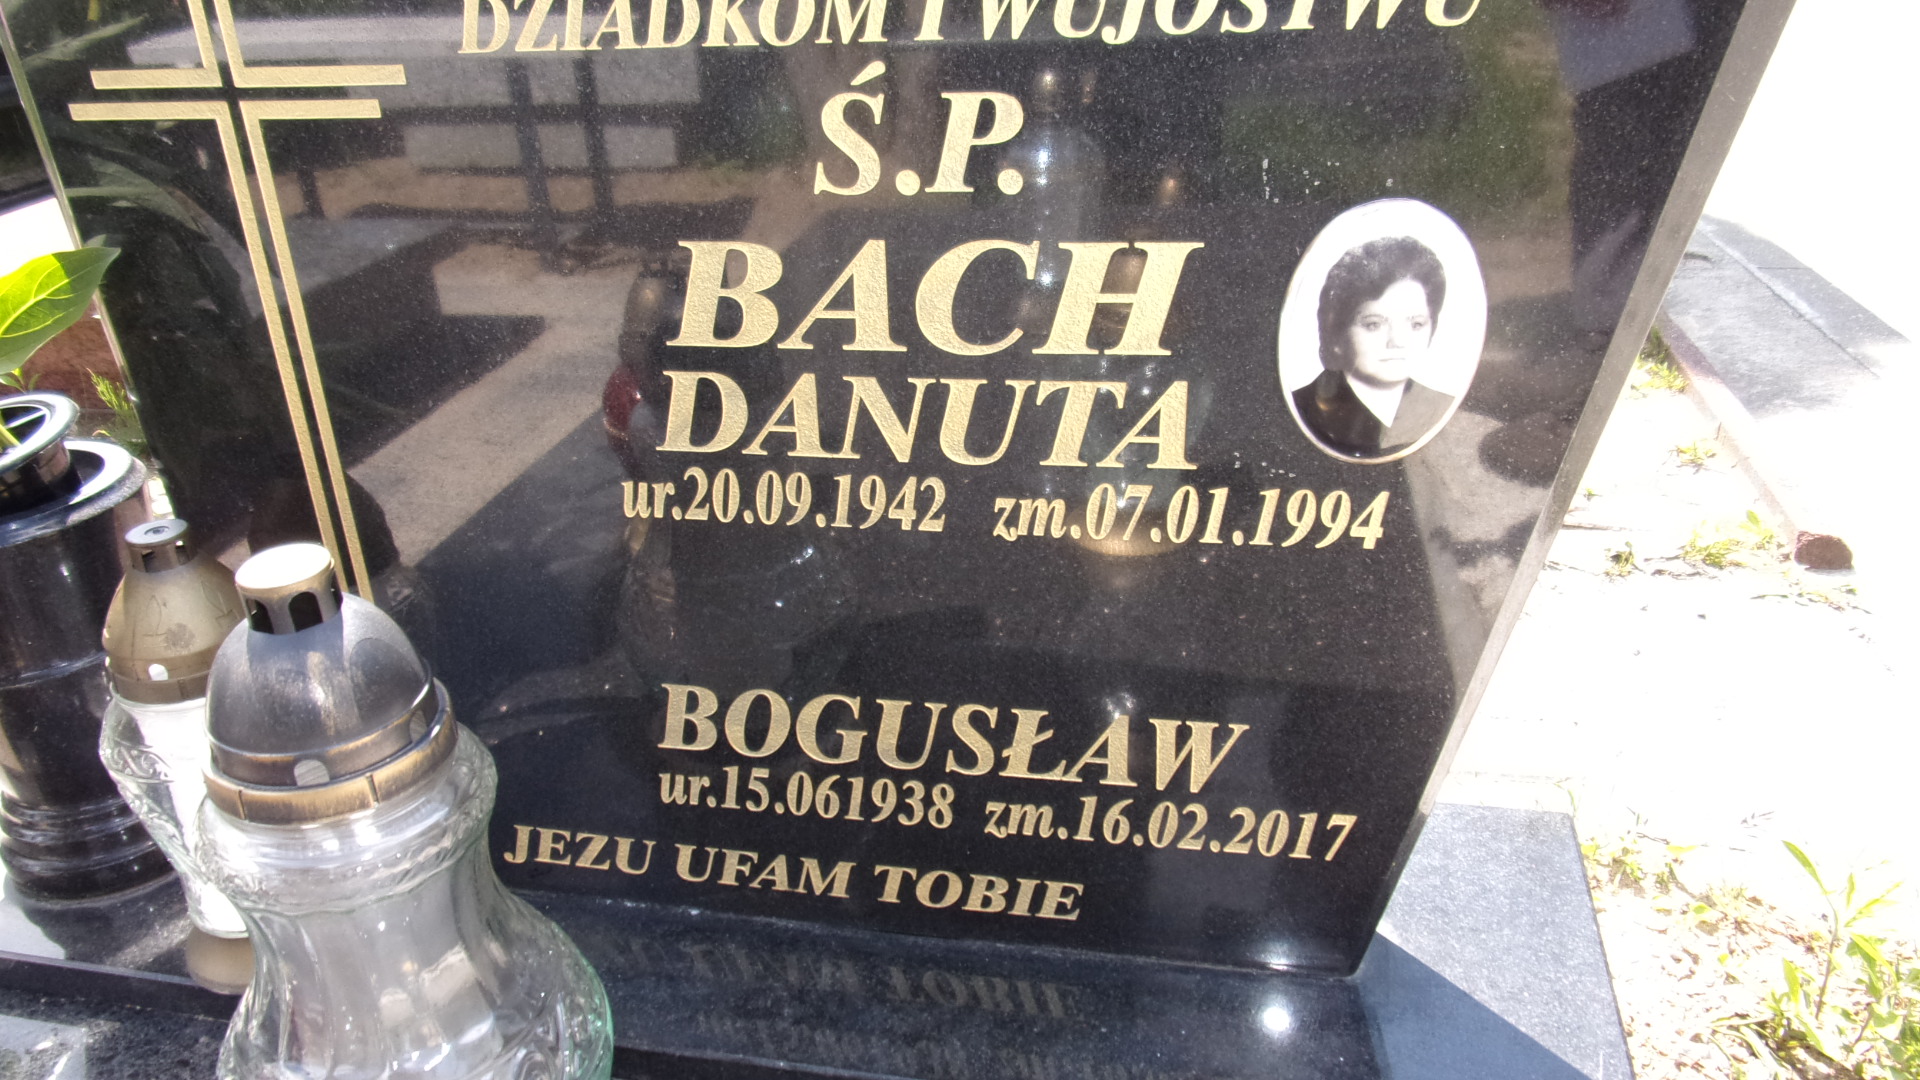 DZIADKOM I WUJOSTWU
Ś.P.
BACH
DANUTA
ur.20.09.1942 zm.07.01.1994
BOGUSŁAW
ur.15.061938 zm.16.02.2017
JEZU UFAM TOBIE